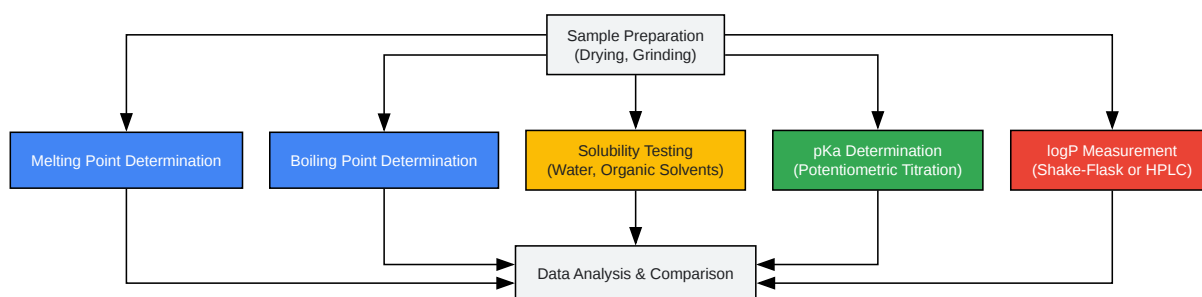 Sample Preparation
(Drying, Grinding)
Melting Point Determination
Boiling Point Determination
Solubility Testing
(Water, Organic Solvents)
pKa Determination
(Potentiometric Titration)
logP Measurement
(Shake-Flask or HPLC)
Data Analysis & Comparison